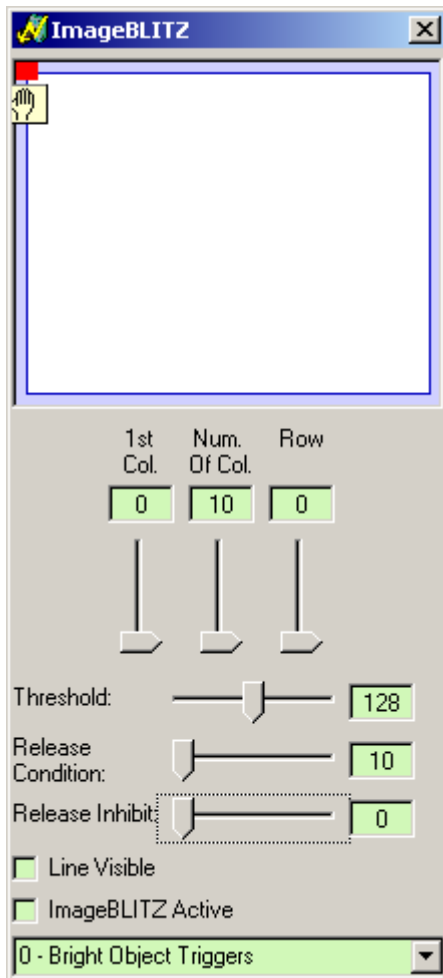 ImageBLITZ
1st Num. Row
Col. Of Col.
0 10 0
Threshold: 128
Release
Condition: 10
Release Inhibit: 0
Line Visible
ImageBLITZ Active
0 - Bright Object Triggers